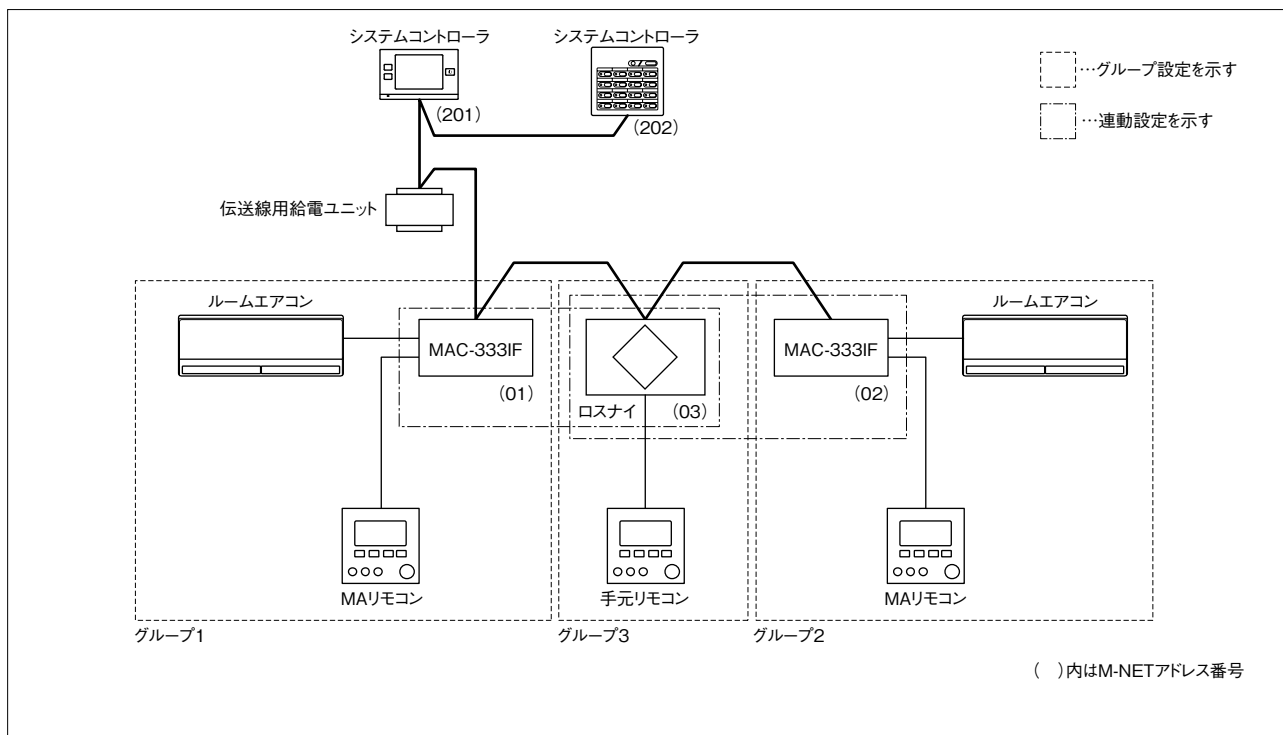 システムコントローラ
システムコントローラ
(201)
(202)
…グループ設定を示す
…連動設定を示す
伝送線用給電ユニット
ルームエアコン
MAC-333IF
(01)
ロスナイ
(03)
MAC-333IF
(02)
ルームエアコン
MAリモコン
手元リモコン
MAリモコン
グループ1
グループ3
グループ2
( )内はM-NETアドレス番号